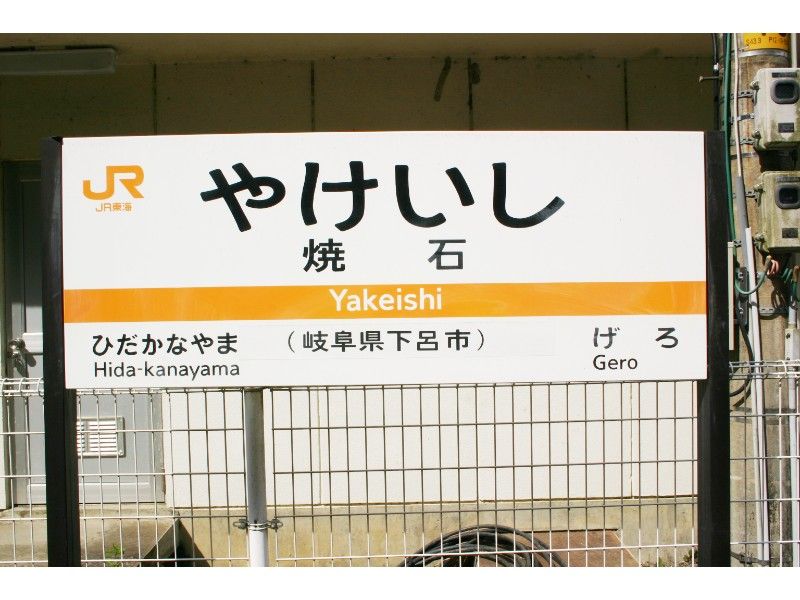 JR
JR東海
やけいし
焼石
Yakeishi
ひだかなやま
Hida-kanayama
(岐阜県下呂市)
げろ
Gero